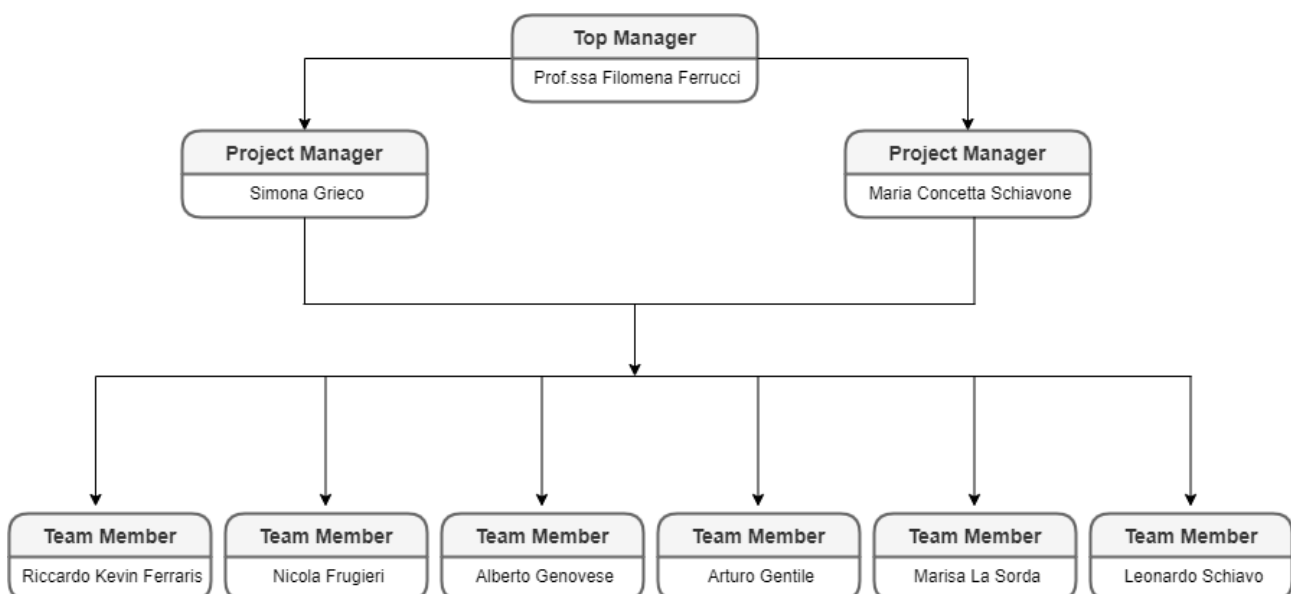 Top Manager
Prof.ssa Filomena Ferrucci
Project Manager
Simona Grieco
Project Manager
Maria Concetta Schiavone
Team Member
Riccardo Kevin Ferraris
Team Member
Nicola Frugieri
Team Member
Alberto Genovese
Team Member
Arturo Gentile
Team Member
Marisa La Sorda
Team Member
Leonardo Schiavo